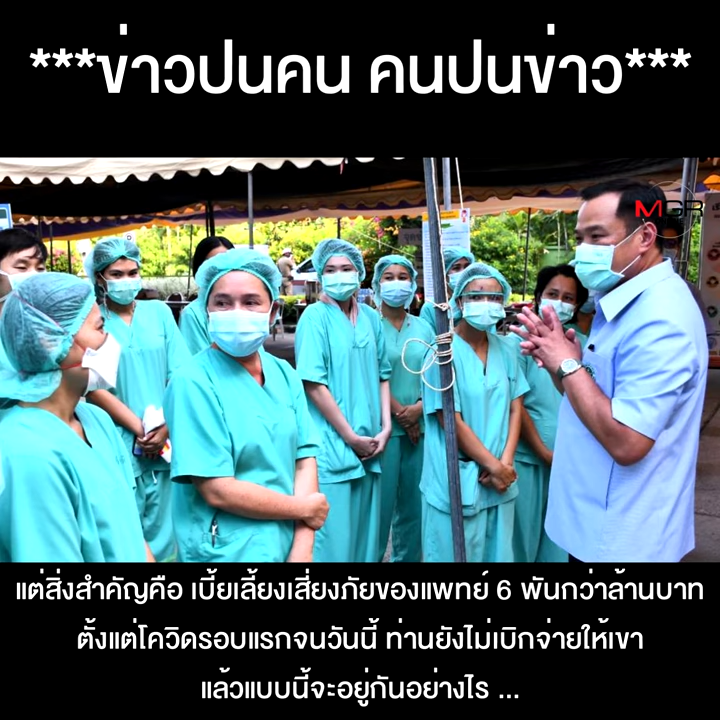 ***ข่าวปนคน คนปนข่าว***
MGR
แต่สิ่งสำคัญคือ เบี้ยเลี้ยงเสี่ยงภัยของแพทย์ 6 พันกว่าล้านบาท
ตั้งแต่โควิดรอบแรกจนวันนี้ ท่านยังไม่เบิกจ่ายให้เขา
แล้วแบบนี้จะอยู่กันอย่างไร ...